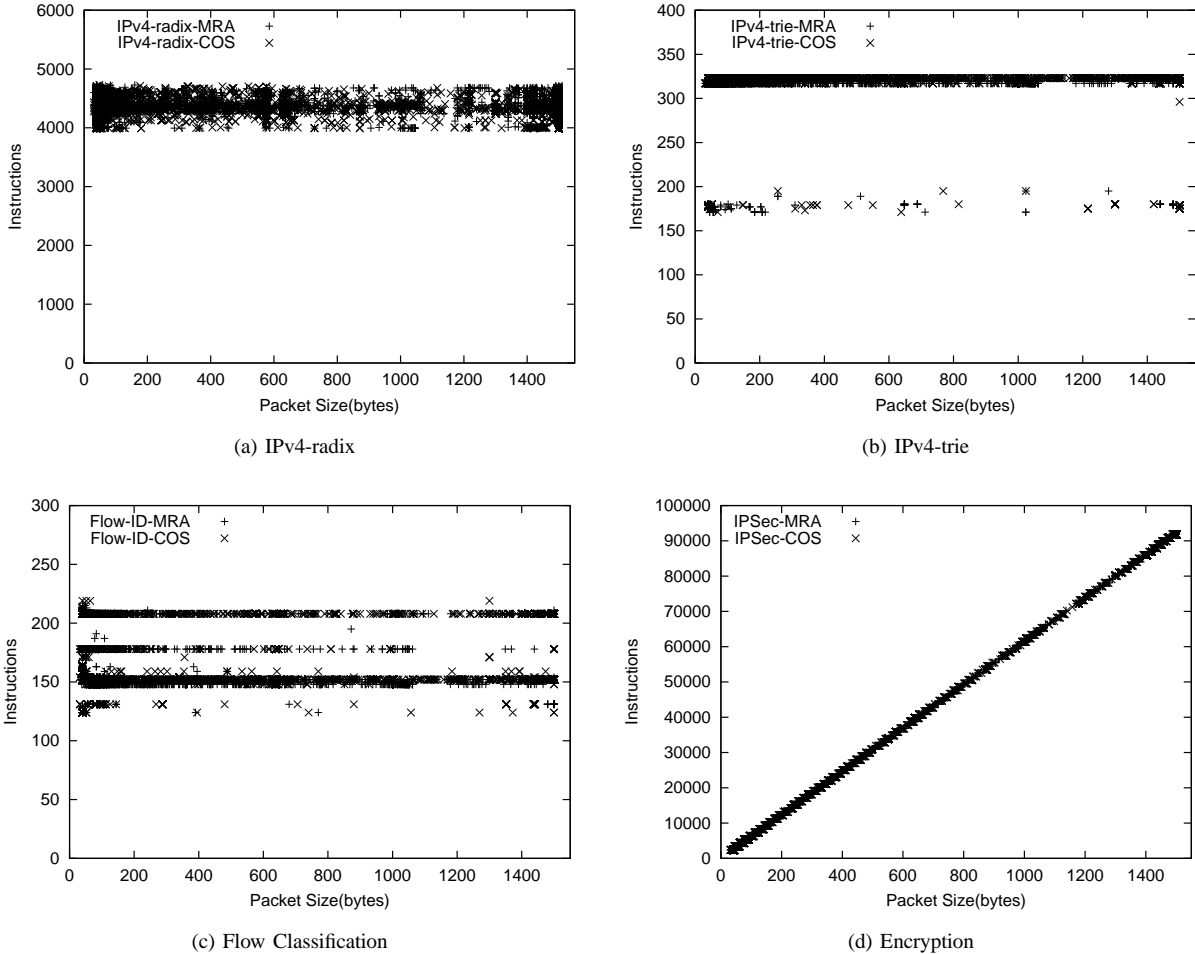 6000
5000
4000
3000
2000
1000
0
Instructions
IPv4-radix-MRA
IPv4-radix-COS
0 200 400 600 800 1000 1200 1400
Packet Size(bytes)
(a) IPv4-radix
400
350
300
250
200
150
100
50
0
Instructions
IPv4-trie-MRA
IPv4-trie-COS
0 200 400 600 800 1000 1200 1400
Packet Size(bytes)
(b) IPv4-trie
300
250
200
150
100
50
0
Instructions
Flow-ID-MRA
Flow-ID-COS
0 200 400 600 800 1000 1200 1400
Packet Size(bytes)
(c) Flow Classification
100000
90000
80000
70000
60000
50000
40000
30000
20000
10000
0
Instructions
IPSec-MRA
IPSec-COS
0 200 400 600 800 1000 1200 1400
Packet Size(bytes)
(d) Encryption